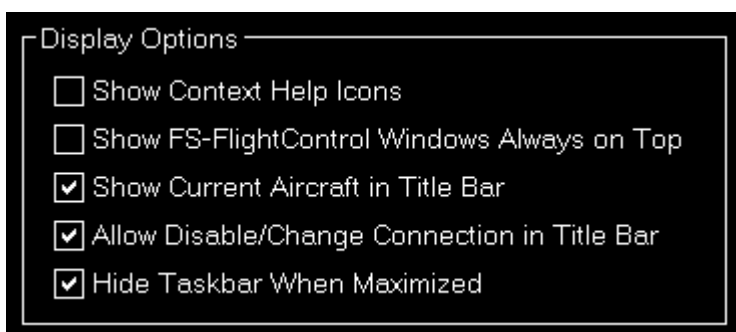 Display Options
Show Context Help Icons
Show FS-FlightControl Windows Always on Top
Show Current Aircraft in Title Bar
Allow Disable/Change Connection in Title Bar
Hide Taskbar When Maximized